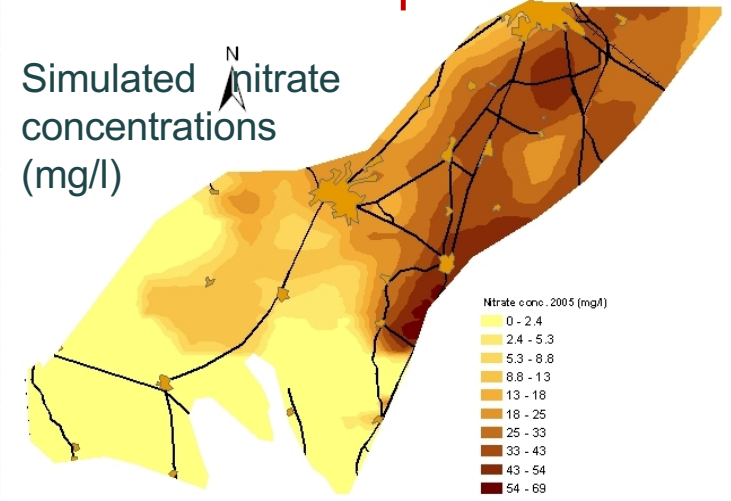 N
Simulated nitrate
concentrations
(mg/l)
Nitrate conc. 2005 (mg/l)
0 - 2.4
2.4 - 5.3
5.3 - 8.8
8.8 - 13
13 - 18
18 - 25
25 - 33
33 - 43
43 - 54
54 - 69